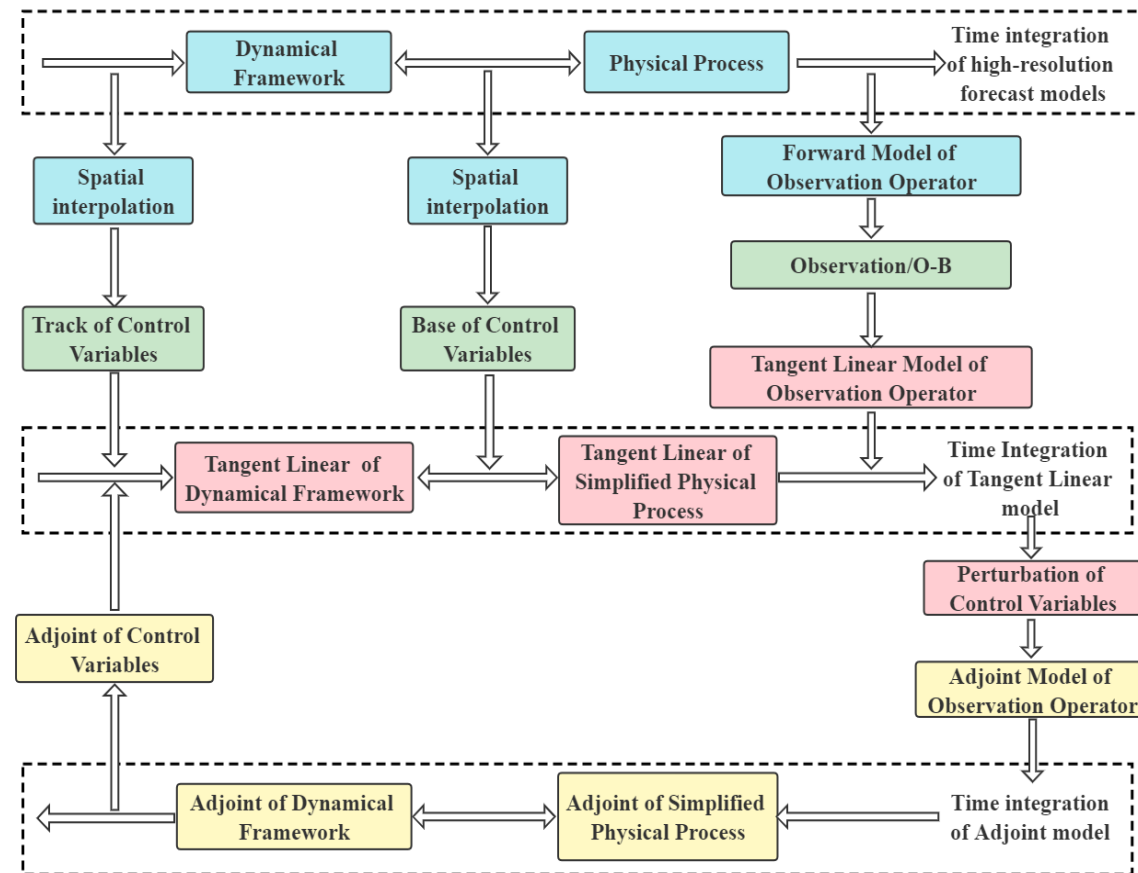 Dynamical
Framework
Physical Process
Time integration
of high-resolution
forecast models
Spatial
interpolation
Spatial
interpolation
Forward Model of
Observation Operator
Observation/O-B
Track of Control
Variables
Base of Control
Variables
Tangent Linear Model of
Observation Operator
Tangent Linear of
Dynamical Framework
Tangent Linear of
Simplified Physical
Process
Time Integration
of Tangent Linear
model
Perturbation of
Control Variables
Adjoint of Control
Variables
Adjoint Model of
Observation Operator
Adjoint of Dynamical
Framework
Adjoint of Simplified
Physical Process
Time integration
of Adjoint model